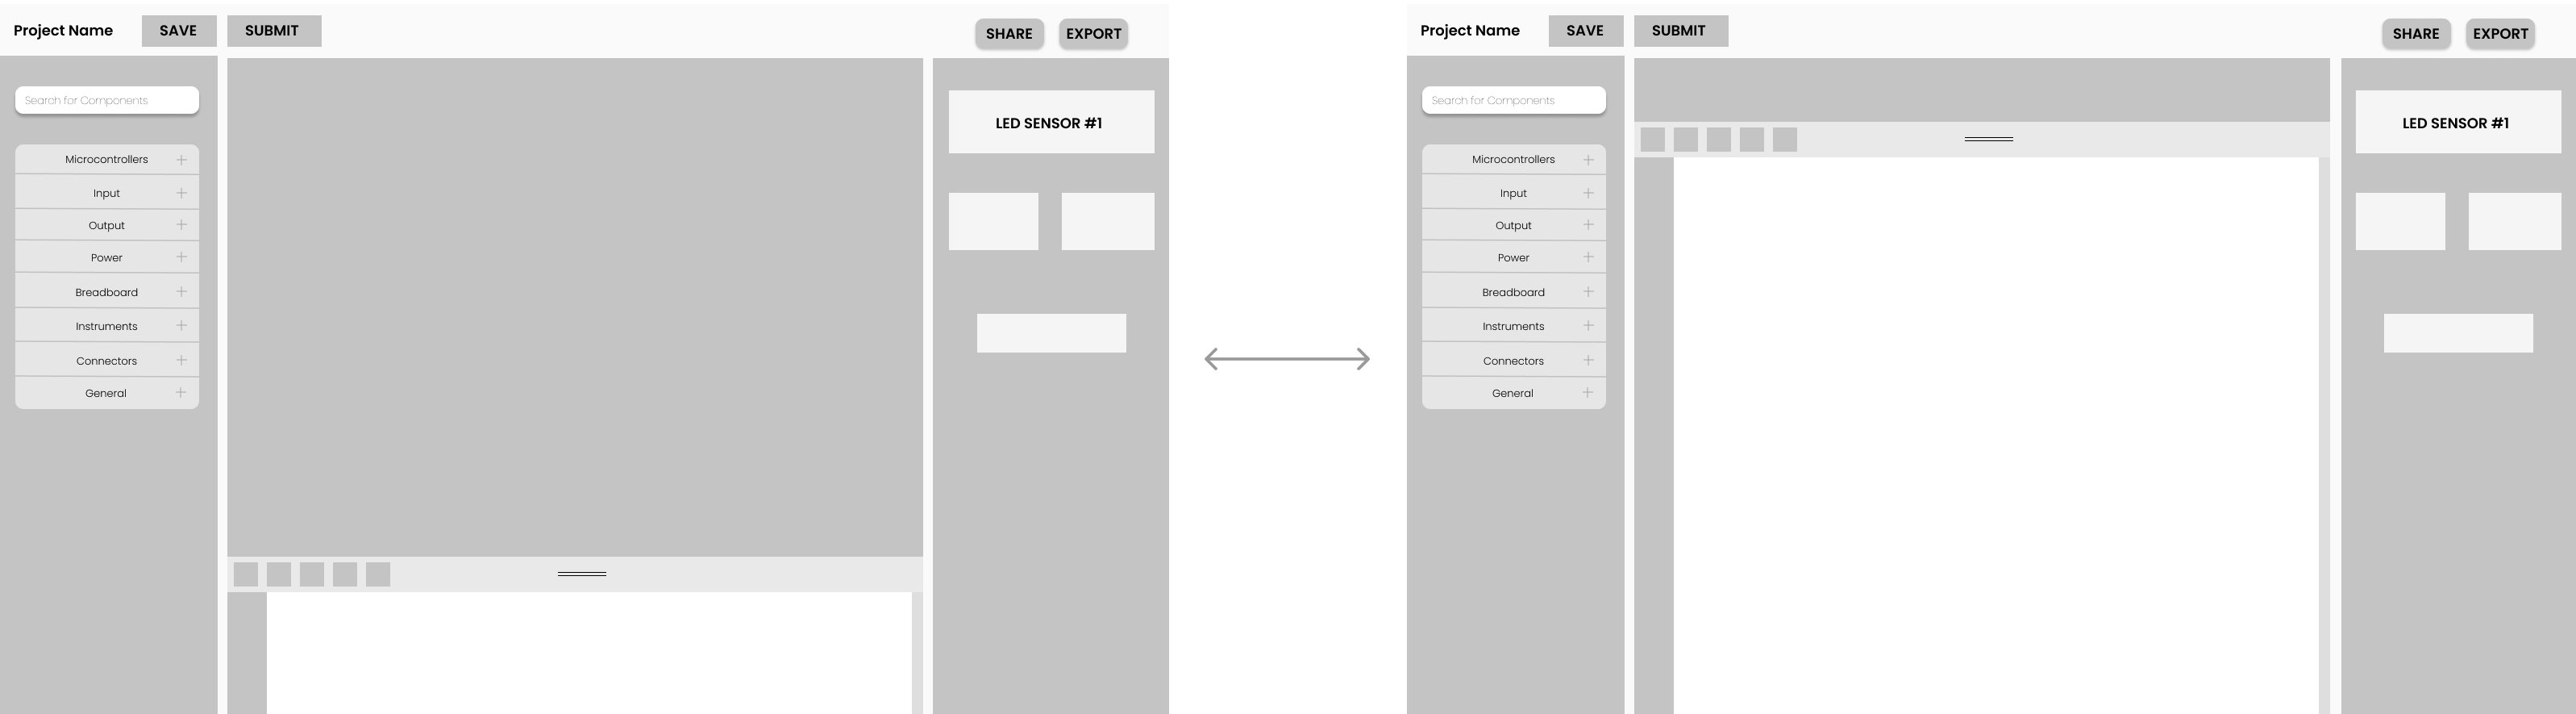 Project Name
SAVE
SUBMIT
SHARE
EXPORT
Search for Components
Microcontrollers
Input
Output
Power
Breadboard
Instruments
Connectors
General
LED SENSOR #1
Project Name
SAVE
SUBMIT
SHARE
EXPORT
Search for Components
Microcontrollers
Input
Output
Power
Breadboard
Instruments
Connectors
General
LED SENSOR #1